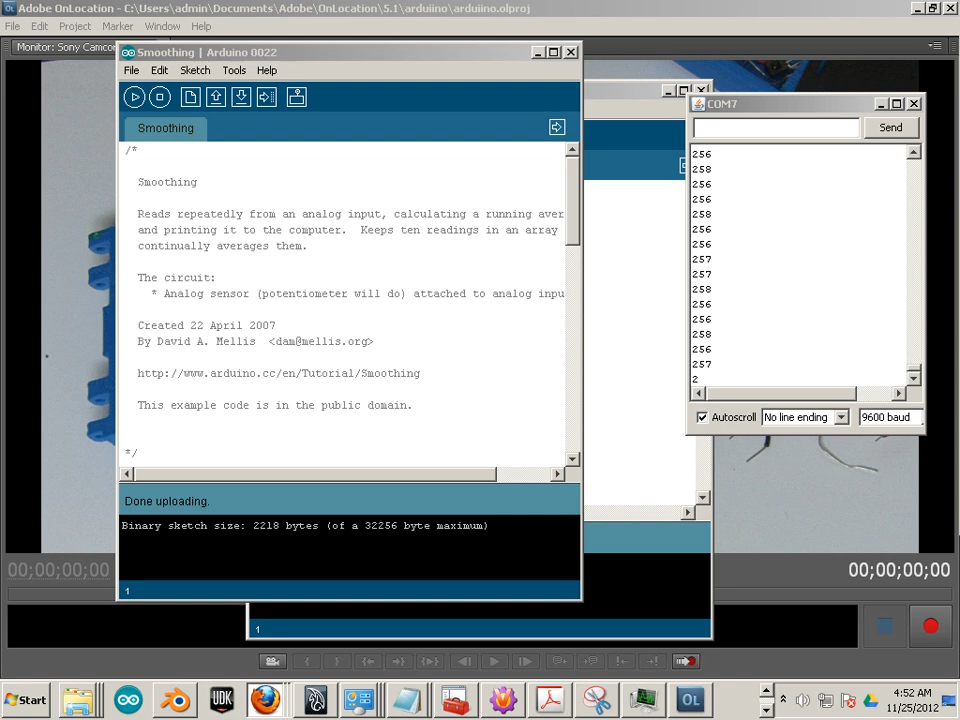 Adobe OnLocation - C:\Users\admin\Documents\Adobe\OnLocation\5.1\arduiino\arduiino.olproj
File Edit Project Marker Window Help
Monitor: Sony Camcor
Smoothing | Arduino 0022
File Edit Sketch Tools Help
Smoothing
/*
Smoothing
Reads repeatedly from an analog input, calculating a running aver
and printing it to the computer. Keeps ten readings in an array
continually averages them.
The circuit:
* Analog sensor (potentiometer will do) attached to analog inpu
Created 22 April 2007
By David A. Mellis <dam@mellis.org>
http://www.arduino.cc/en/Tutorial/Smoothing
This example code is in the public domain.
*/
Done uploading.
Binary sketch size: 2218 bytes (of a 32256 byte maximum)
1
1
COM7
Send
256
258
256
256
258
256
256
257
257
258
256
256
258
256
257
2
Autoscroll No line ending 9600 baud
00;00;00;00
00;00;00;00
Start
UDK
OL
4:52 AM
11/25/2012